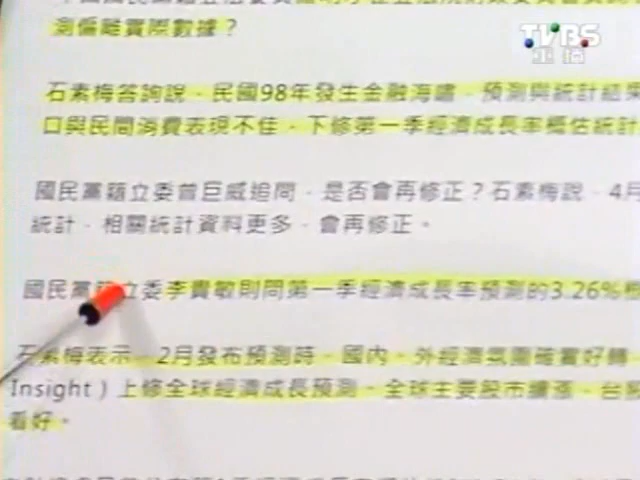 TVBS
測偏離實際數據？
石素梅答詢說，民國98年發生金融海嘯，預測與統計結果
口與民間消費表現不佳，下修第一季經濟成長率概估統計
國民黨籍立委曾巨威追問，是否會再修正？石素梅說，4月
統計，相關統計資料更多，會再修正。
國民黨籍立委李貴敏則問第一季經濟成長率預測的3.26%
石素梅表示，2月發布預測時，國內、外經濟氛圍確實好轉
Insight）上修全球經濟成長預測，全球主要股市續漲，台
看好。